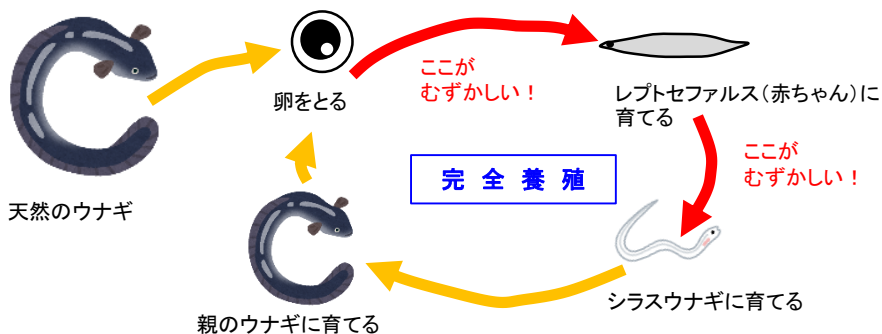 卵をとる
ここが
むずかしい！
レプトセファルス（赤ちゃん）に
育てる
ここが
むずかしい！
完全養殖
天然のウナギ
シラスウナギに育てる
親のウナギに育てる